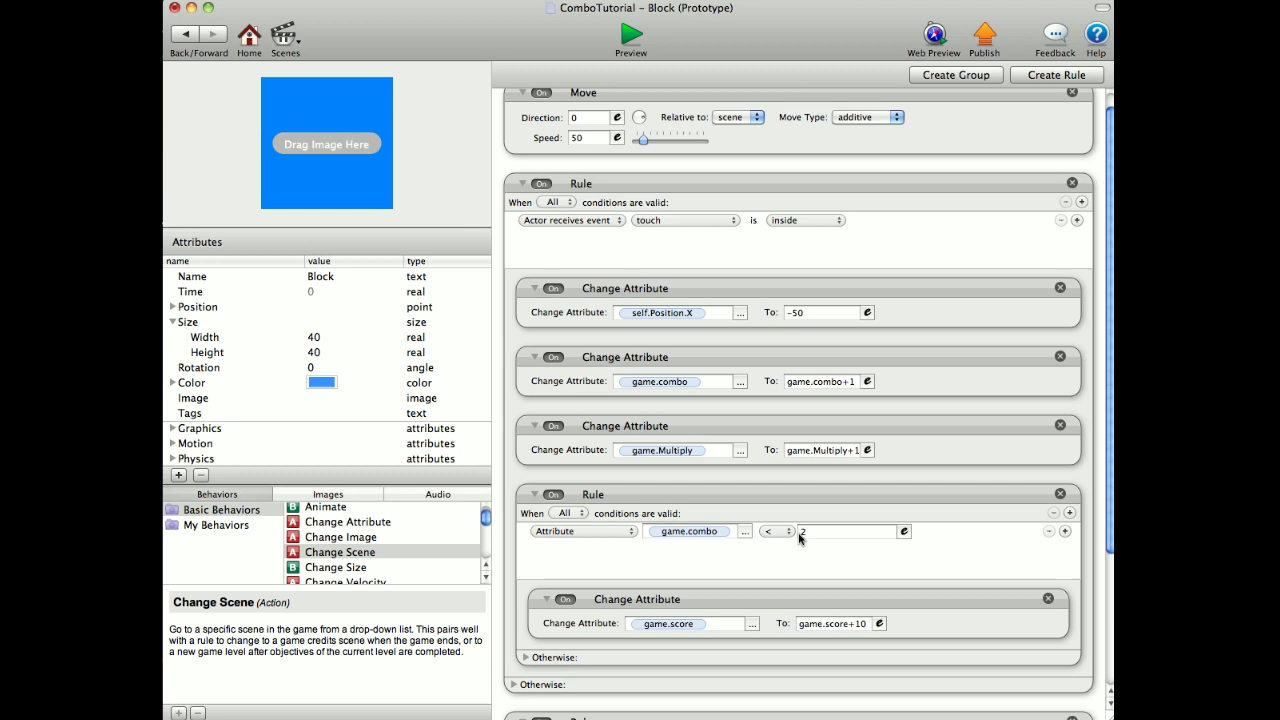 ComboTutorial - Block (Prototype)
Back/Forward Home Scenes Preview Web Preview Publish Feedback Help
Create Group Create Rule
Drag Image Here
Attributes
name value type
Name Block text
Time 0 real
Position point
Size size
Width 40 real
Height 40 real
Rotation 0 angle
Color color
Image image
Tags text
Graphics attributes
Motion attributes
Physics attributes
Behaviors Images Audio
Basic Behaviors
My Behaviors
Animate
Change Attribute
Change Image
Change Scene
Change Size
Change Velocity
Change Scene (Action)
Go to a specific scene in the game from a drop-down list. This pairs well
with a rule to change to a game credits scene when the game ends, or to
a new game level after objectives of the current level are completed.
On Move
Direction: 0 Relative to: scene Move Type: additive
Speed: 50
On Rule
When All conditions are valid:
Actor receives event touch is inside
On Change Attribute
Change Attribute: self.Position.X ... To: -50
On Change Attribute
Change Attribute: game.combo ... To: game.combo+1
On Change Attribute
Change Attribute: game.Multiply ... To: game.Multiply+1
On Rule
When All conditions are valid:
Attribute game.combo ... < 2
On Change Attribute
Change Attribute: game.score ... To: game.score+10
Otherwise:
Otherwise: